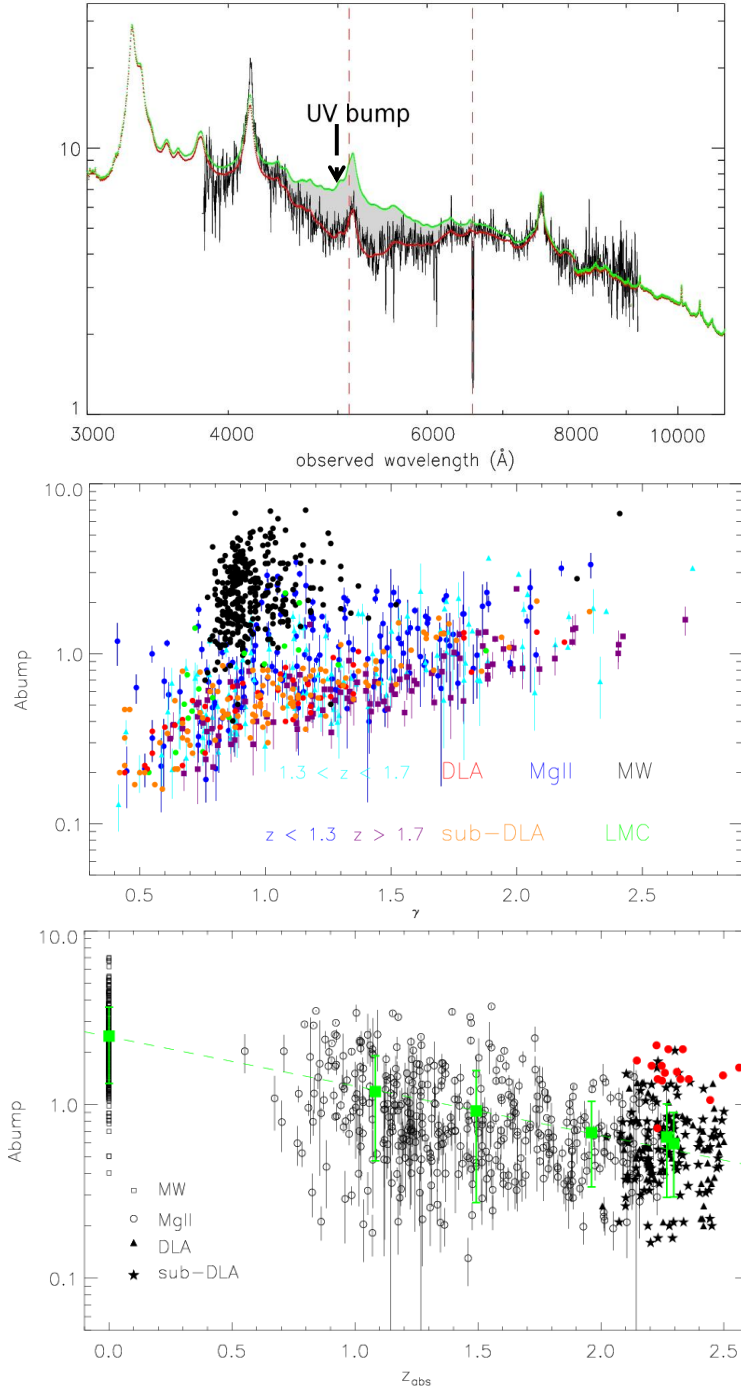 10
UV bump
1
3000 4000 6000 8000 10000
observed wavelength (Å)
10.0
1.0
0.1
Abump
1.3 < z < 1.7 DLA MgII MW
z < 1.3 z > 1.7 sub-DLA LMC
0.5 1.0 1.5 2.0 2.5
γ
10.0
1.0
0.1
Abump
MW
MgII
DLA
sub-DLA
0.0 0.5 1.0 1.5 2.0 2.5
Zabs